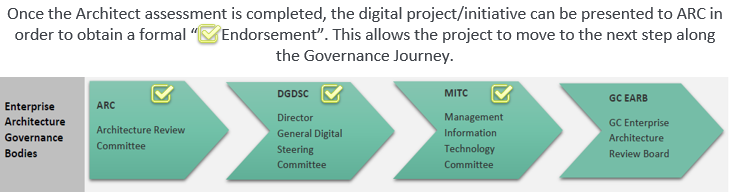 Once the Architect assessment is completed, the digital project/initiative can be presented to ARC in
order to obtain a formal “ Endorsement”. This allows the project to move to the next step along
the Governance Journey.
Enterprise
Architecture
Governance
Bodies
ARC
Architecture Review
Committee
DGDSC
Director
General Digital
Steering
Committee
MITC
Management
Information
Technology
Committee
GC EARB
GC Enterprise
Architecture
Review Board